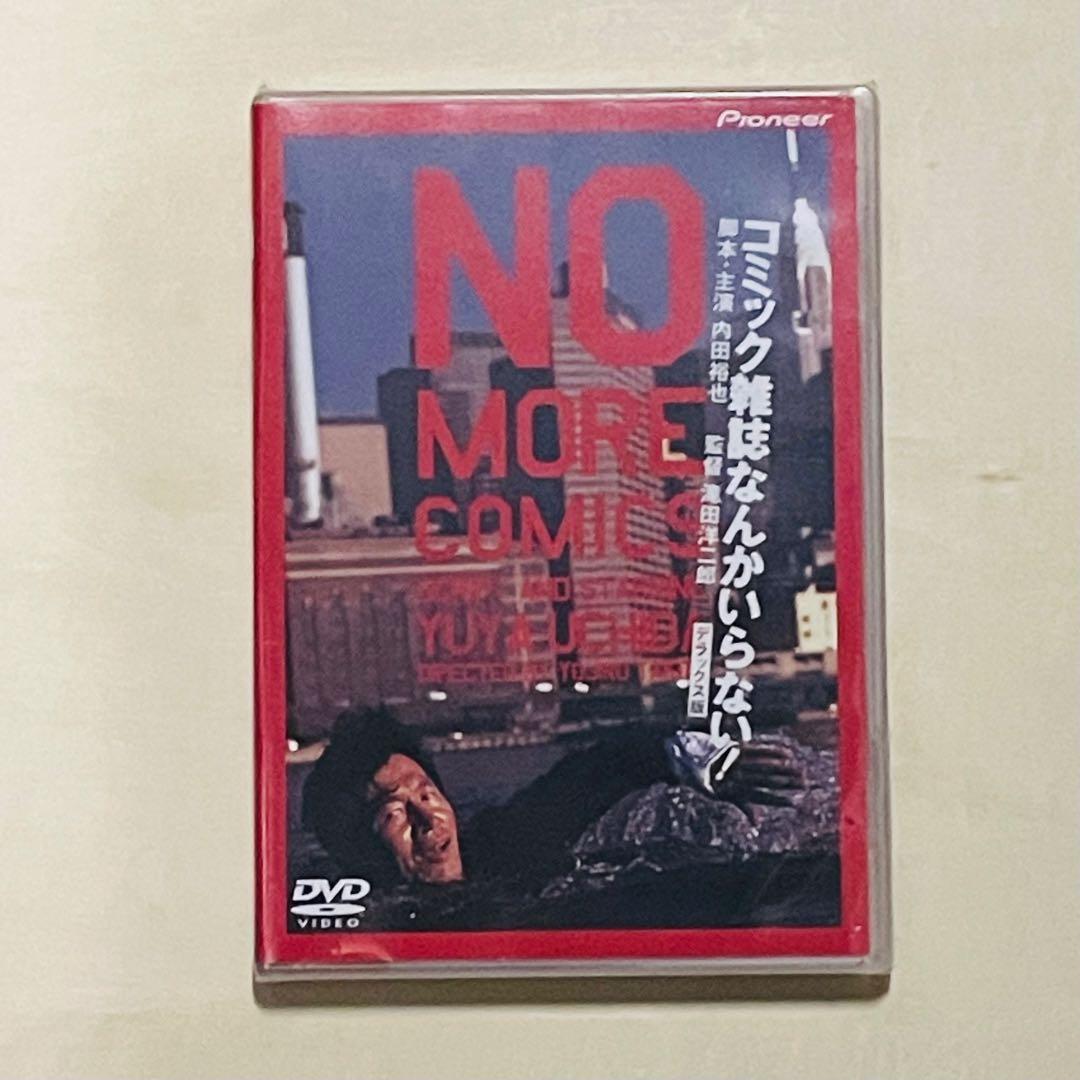 Pioneer
NO
MORE
COMICS
YUYA UCHIDA
コミック雑誌なんかいらない!
脚本・主演 内田裕也 監督 滝田洋二郎
デラックス版
DVD
VIDEO